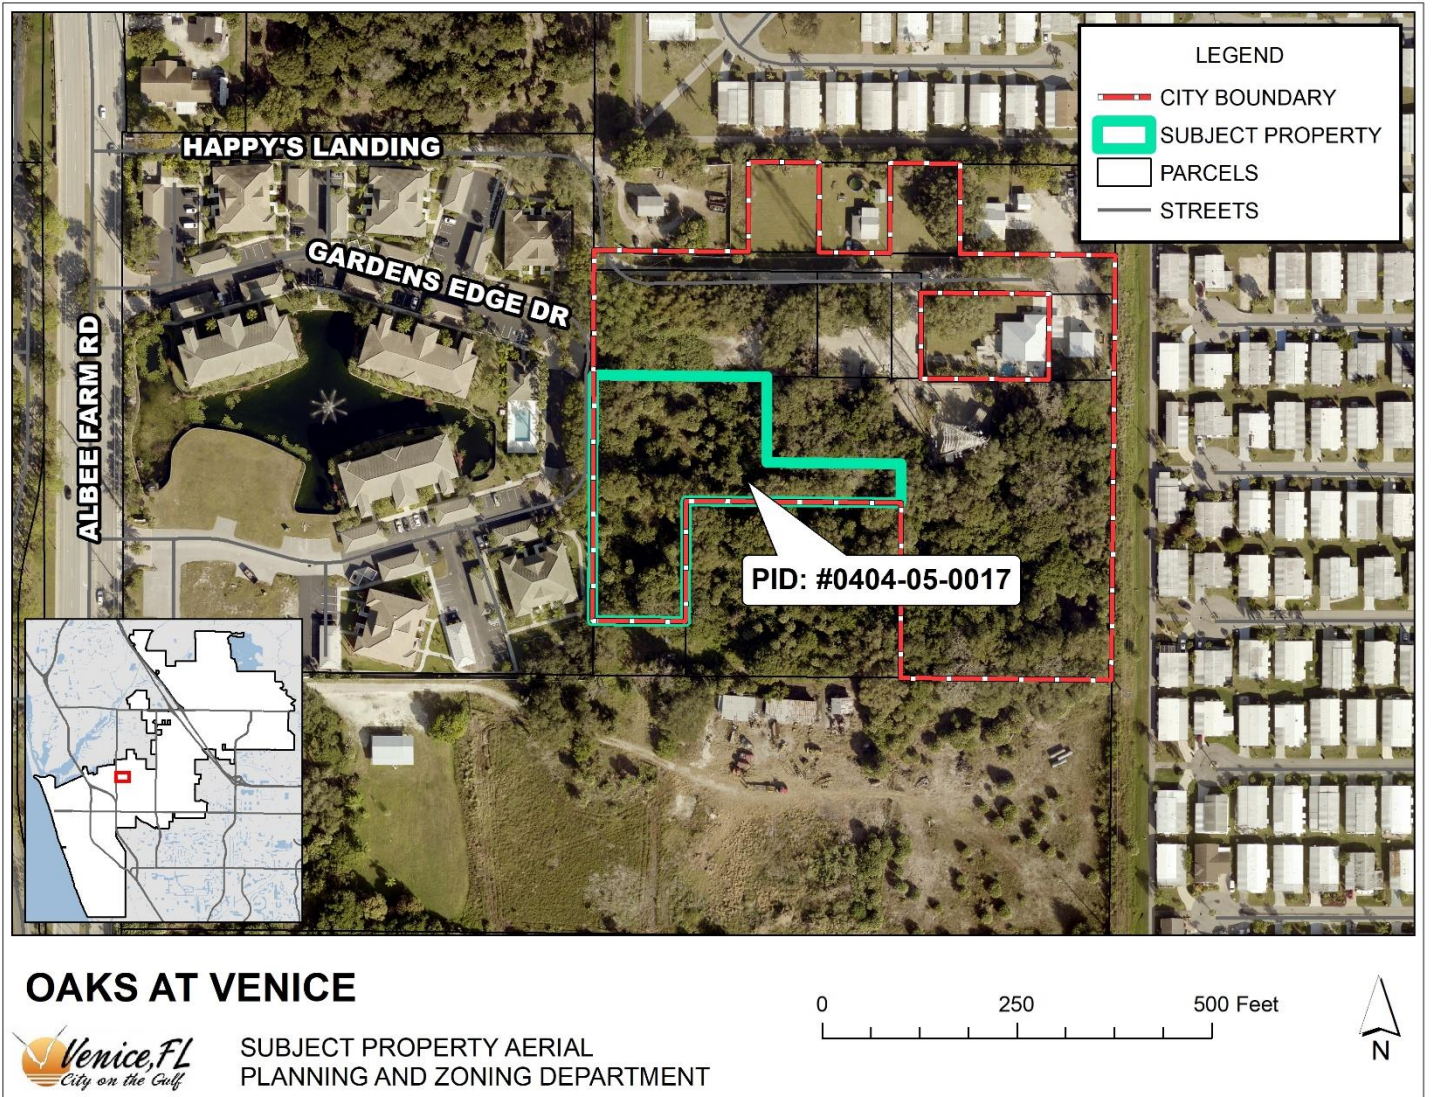 LEGEND
CITY BOUNDARY
SUBJECT PROPERTY
PARCELS
STREETS
HAPPY'S LANDING
GARDENS EDGE DR
ALBEE FARM RD
PID: #0404-05-0017
OAKS AT VENICE
Venice, FL
City on the Gulf
SUBJECT PROPERTY AERIAL
PLANNING AND ZONING DEPARTMENT
0 250 500 Feet
N